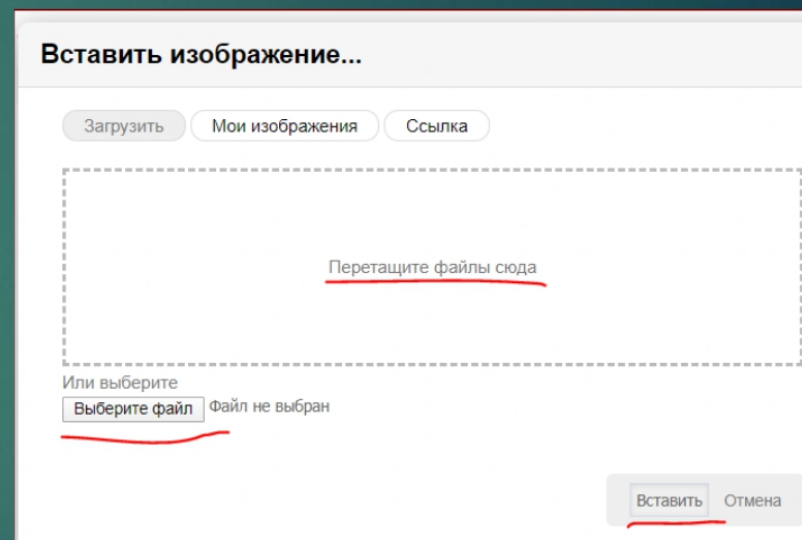 Вставить изображение...
Загрузить Мои изображения Ссылка
Перетащите файлы сюда
Или выберите
Выберите файл Файл не выбран
Вставить Отмена